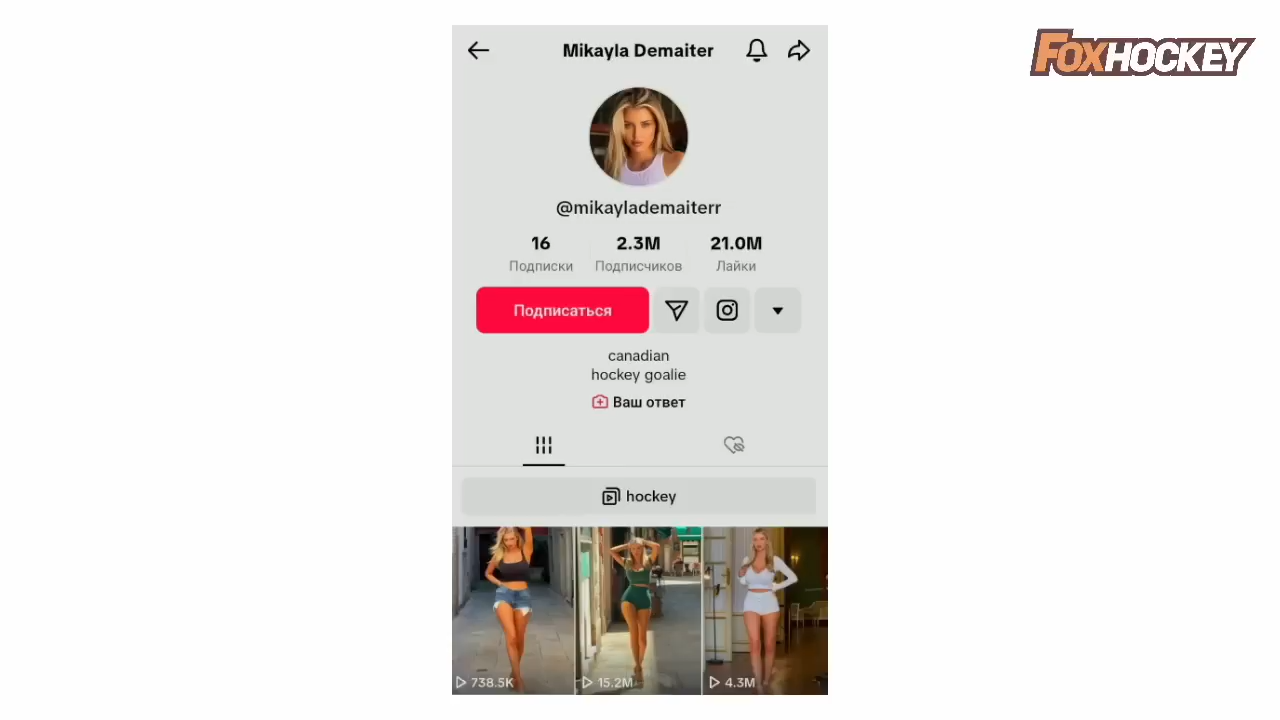 Mikayla Demaiter
FOXHOCKEY
@mikaylademaiterr
16 2.3M 21.0M
Подписки Подписчиков Лайки
Подписаться
canadian
hockey goalie
Ваш ответ
hockey
738.5K 15.2M 4.3M